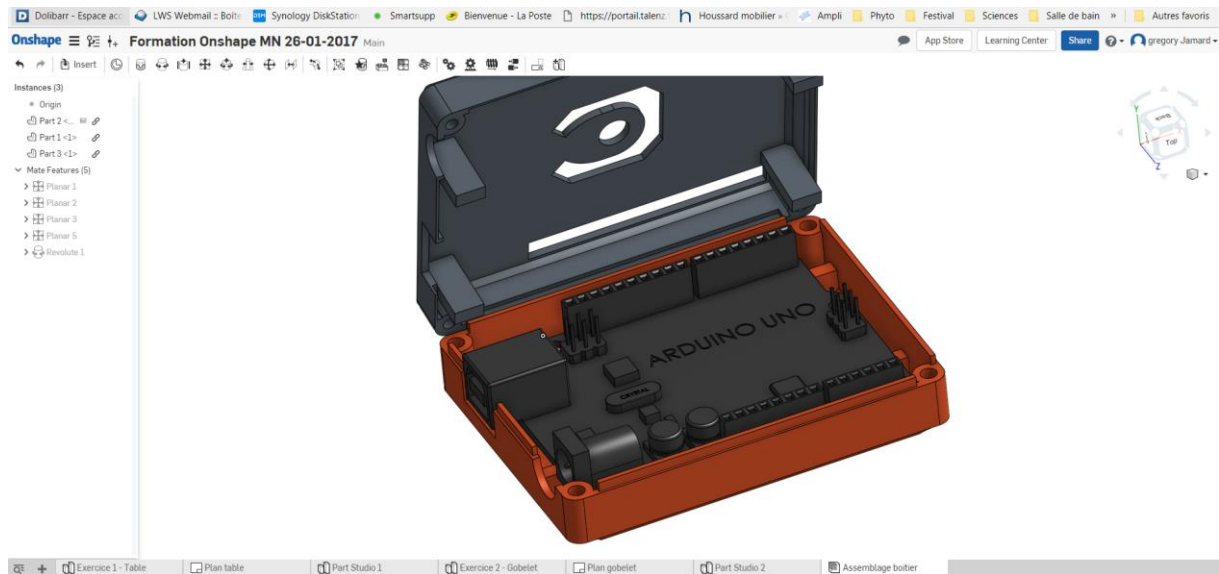 Dolibarr - Espace acc LWS Webmail :: Boîte Synology DiskStation Smartsupp Bienvenue - La Poste https://portail.talenz. Houssard mobilier » Ampli Phyto Festival Sciences Salle de bain » Autres favoris
Onshape Formation Onshape MN 26-01-2017 Main App Store Learning Center Share gregory Jamard
Insert
Instances (3)
Origin
Part 2 <...
Part 1 <1>
Part 3 <1>
Mate Features (5)
Planar 1
Planar 2
Planar 3
Planar 5
Revolute 1
Y
Back
Top
Z
ARDUINO UNO
CRYSTAL
Exercice 1 - Table Plan table Part Studio 1 Exercice 2 - Gobelet Plan gobelet Part Studio 2 Assemblage boitier